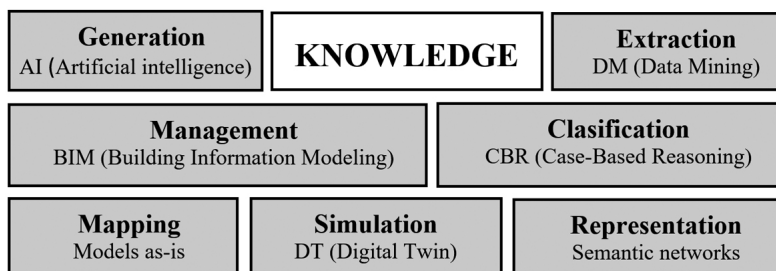 Generation
AI (Artificial intelligence)
KNOWLEDGE
Extraction
DM (Data Mining)
Management
BIM (Building Information Modeling)
Clasification
CBR (Case-Based Reasoning)
Mapping
Models as-is
Simulation
DT (Digital Twin)
Representation
Semantic networks